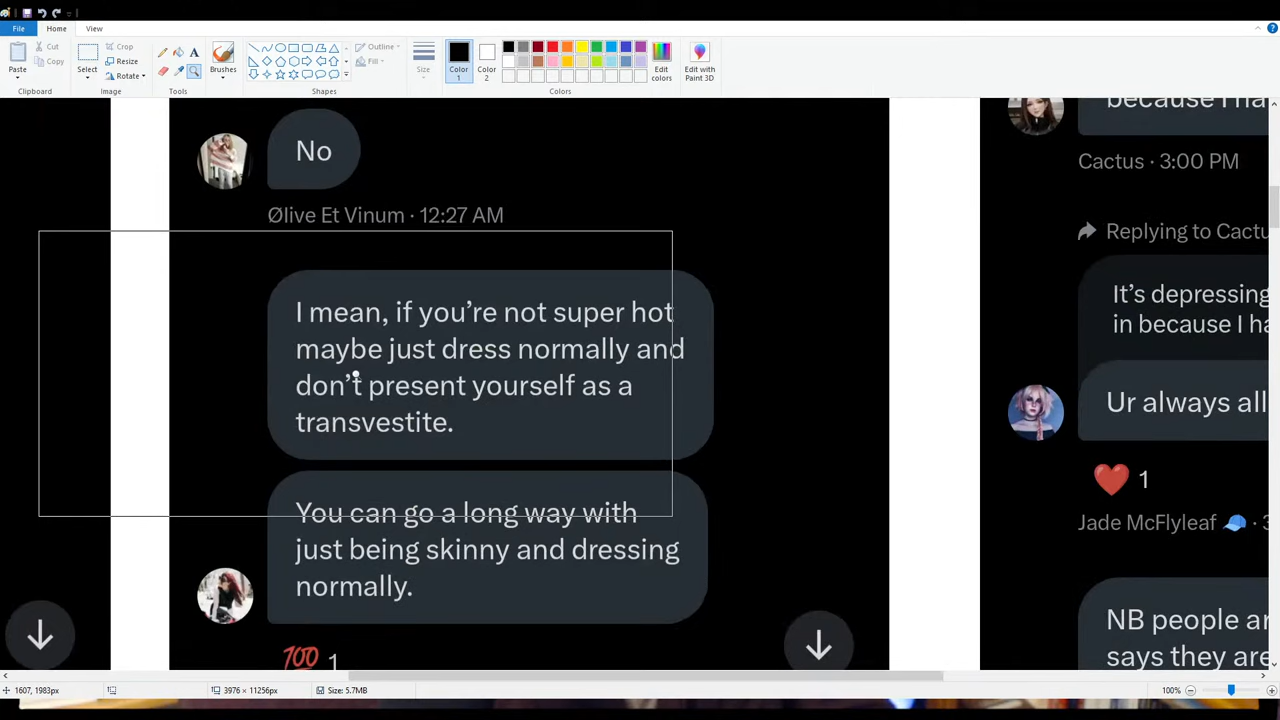 File
Home
View
Paste
Cut
Copy
Clipboard
Select
Crop
Resize
Rotate
Image
A
Tools
Brushes
Outline
Fill
Shapes
Size
Color
1
Color
2
Edit
colors
Edit with
Paint 3D
Colors
No
Ølive Et Vinum · 12:27 AM
I mean, if you're not super hot
maybe just dress normally and
don't present yourself as a
transvestite.
You can go a long way with
just being skinny and dressing
normally.
💯 1
because I ha
Cactus · 3:00 PM
Replying to Cactu
It's depressing
in because I ha
Ur always all
❤️ 1
Jade McFlyleaf 🧢 · 3
NB people ar
says they are
1607, 1983px
3976 × 11256px
Size: 5.7MB
100%